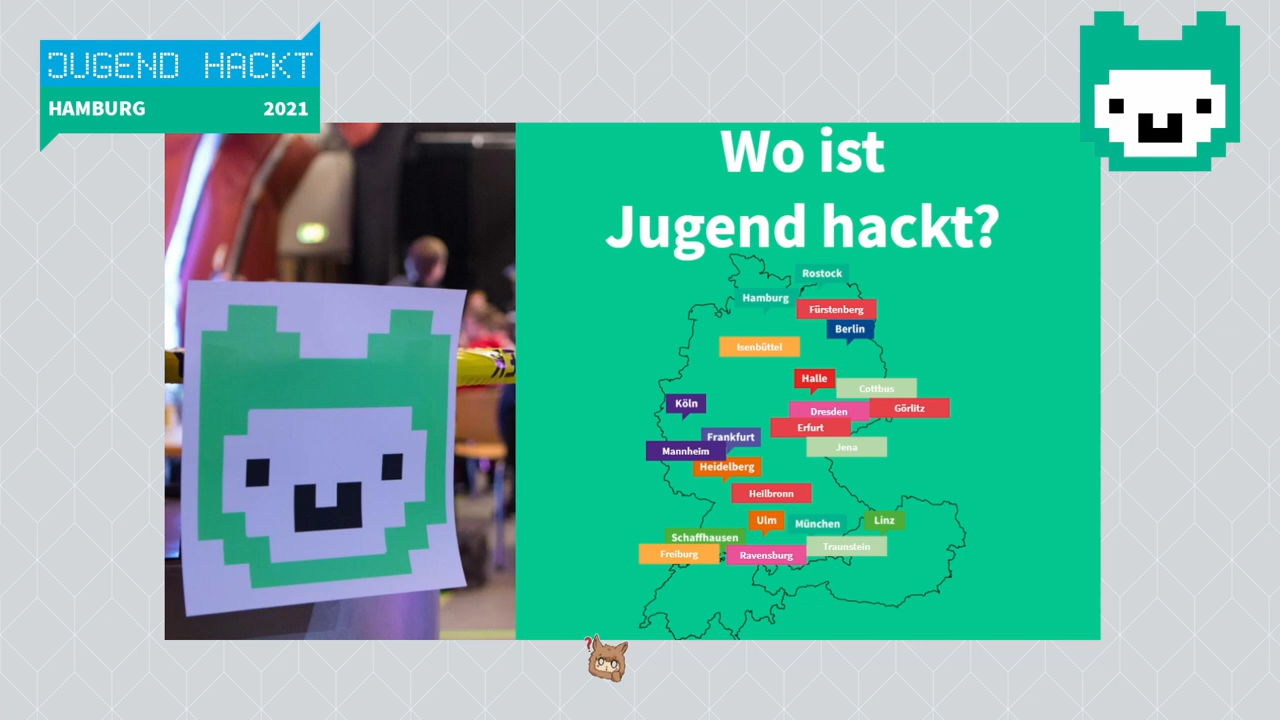 JUGEND HACKT
HAMBURG 2021
Wo ist
Jugend hackt?
Rostock
Hamburg
Fürstenberg
Berlin
Isenbüttel
Halle
Cottbus
Köln
Dresden
Görlitz
Erfurt
Frankfurt
Jena
Mannheim
Heidelberg
Heilbronn
Ulm
München
Linz
Schaffhausen
Traunstein
Freiburg
Ravensburg
?